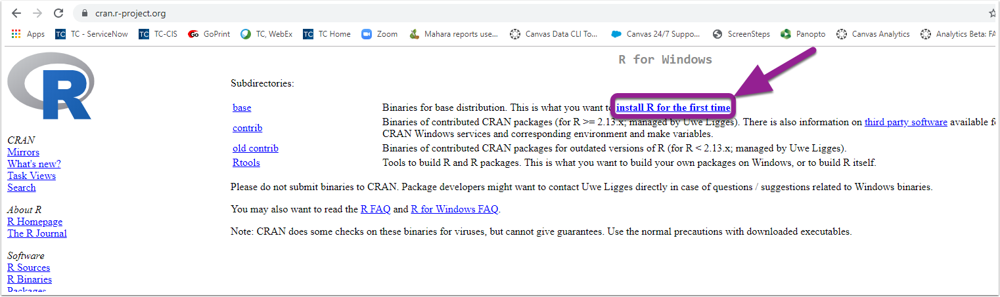 cran.r-project.org
Apps TC - ServiceNow TC-CIS GoPrint TC, WebEx TC Home Zoom Mahara reports use... Canvas Data CLI To... Canvas 24/7 Suppo... ScreenSteps Panopto Canvas Analytics Analytics Beta: FA
R
CRAN
Mirrors
What's new?
Task Views
Search
About R
R Homepage
The R Journal
Software
R Sources
R Binaries
Packages
R for Windows
Subdirectories:
base Binaries for base distribution. This is what you want to install R for the first time
contrib Binaries of contributed CRAN packages (for R >= 2.13.x; managed by Uwe Ligges). There is also information on third party software available fo
CRAN Windows services and corresponding environment and make variables.
old contrib Binaries of contributed CRAN packages for outdated versions of R (for R < 2.13.x; managed by Uwe Ligges).
Rtools Tools to build R and R packages. This is what you want to build your own packages on Windows, or to build R itself.
Please do not submit binaries to CRAN. Package developers might want to contact Uwe Ligges directly in case of questions / suggestions related to Windows binaries.
You may also want to read the R FAQ and R for Windows FAQ.
Note: CRAN does some checks on these binaries for viruses, but cannot give guarantees. Use the normal precautions with downloaded executables.